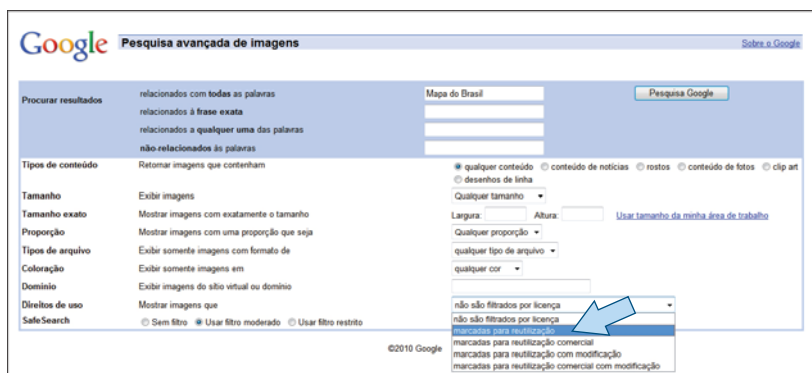 Google Pesquisa avançada de imagens Sobre o Google
Procurar resultados relacionados com todas as palavras Mapa do Brasil Pesquisa Google
relacionados à frase exata
relacionados a qualquer uma das palavras
não-relacionados às palavras
Tipos de conteúdo Retornar imagens que contenham qualquer conteúdo conteúdo de notícias rostos conteúdo de fotos clip art
desenhos de linha
Tamanho Exibir imagens Qualquer tamanho
Tamanho exato Mostrar imagens com exatamente o tamanho Largura: Altura: Usar tamanho da minha área de trabalho
Proporção Mostrar imagens com uma proporção que seja Qualquer proporção
Tipos de arquivo Exibir somente imagens com formato de qualquer tipo de arquivo
Coloração Exibir somente imagens em qualquer cor
Domínio Exibir imagens do sítio virtual ou domínio
Direitos de uso Mostrar imagens que não são filtrados por licença
SafeSearch Sem filtro Usar filtro moderado Usar filtro restrito não são filtrados por licença
marcadas para reutilização
marcadas para reutilização comercial
©2010 Google marcadas para reutilização com modificação
marcadas para reutilização comercial com modificação